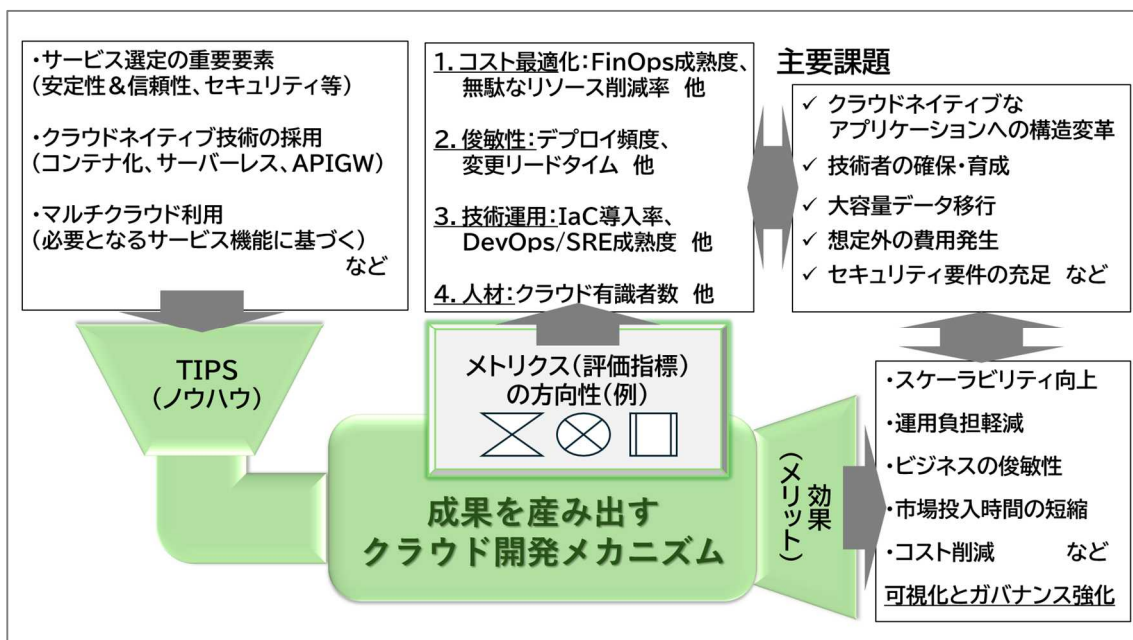 ・サービス選定の重要要素
(安定性&信頼性、セキュリティ等)
・クラウドネイティブ技術の採用
(コンテナ化、サーバーレス、APIGW)
・マルチクラウド利用
(必要となるサービス機能に基づく)
など
1. コスト最適化:FinOps成熟度、
無駄なリソース削減率 他
2. 俊敏性:デプロイ頻度、
変更リードタイム 他
3. 技術運用:IaC導入率、
DevOps/SRE成熟度 他
4. 人材:クラウド有識者数 他
主要課題
✓ クラウドネイティブな
アプリケーションへの構造変革
✓ 技術者の確保・育成
✓ 大容量データ移行
✓ 想定外の費用発生
✓ セキュリティ要件の充足 など
TIPS
(ノウハウ)
メトリクス(評価指標)
の方向性(例)
成果を産み出す
クラウド開発メカニズム
効果
(メリット)
・スケーラビリティ向上
・運用負担軽減
・ビジネスの俊敏性
・市場投入時間の短縮
・コスト削減 など
可視化とガバナンス強化